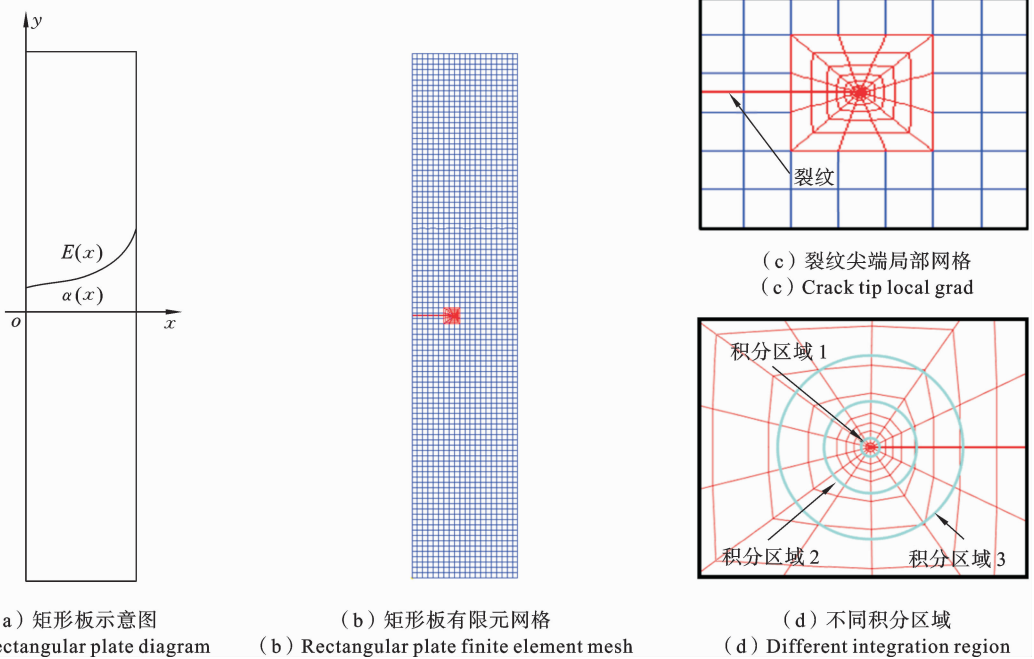 y
E(x)
α(x)
o
x
a）矩形板示意图
ectangular plate diagram
（b）矩形板有限元网格
（b）Rectangular plate finite element mesh
裂纹
（c）裂纹尖端局部网格
（c）Crack tip local grad
积分区域 1
积分区域 2
积分区域 3
（d）不同积分区域
（d）Different integration region